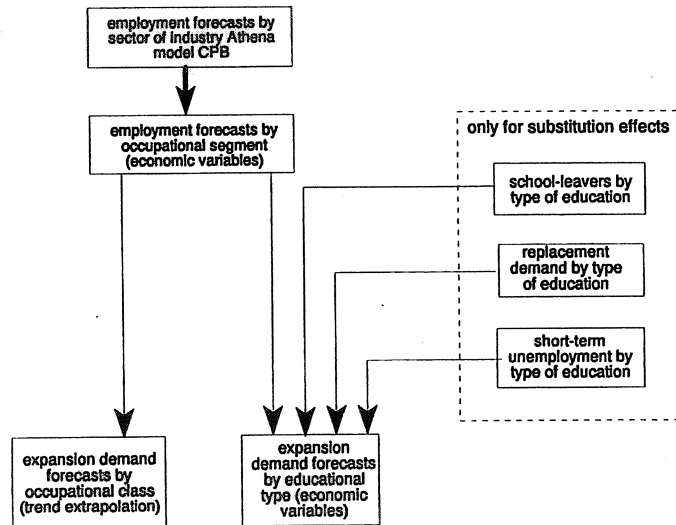 employment forecasts by
sector of industry Athena
model CPB
employment forecasts by
occupational segment
(economic variables)
only for substitution effects
school-leavers by
type of education
replacement
demand by type
of education
short-term
unemployment by
type of education
expansion demand
forecasts by
occupational class
(trend extrapolation)
expansion
demand forecasts
by educational
type (economic
variables)